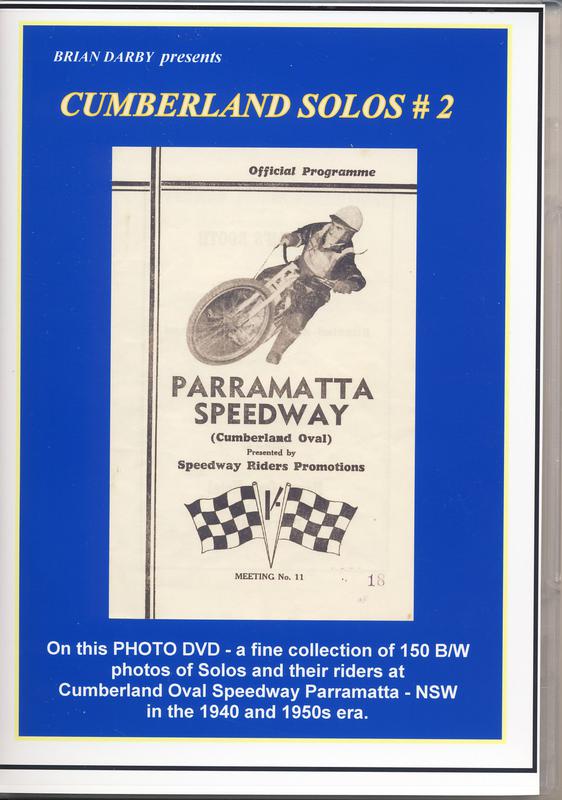 BRIAN DARBY presents
CUMBERLAND SOLOS # 2
Official Programme
PARRAMATTA
SPEEDWAY
(Cumberland Oval)
Presented by
Speedway Riders Promotions
1/-
MEETING No. 11
18
On this PHOTO DVD - a fine collection of 150 B/W
photos of Solos and their riders at
Cumberland Oval Speedway Parramatta - NSW
in the 1940 and 1950s era.